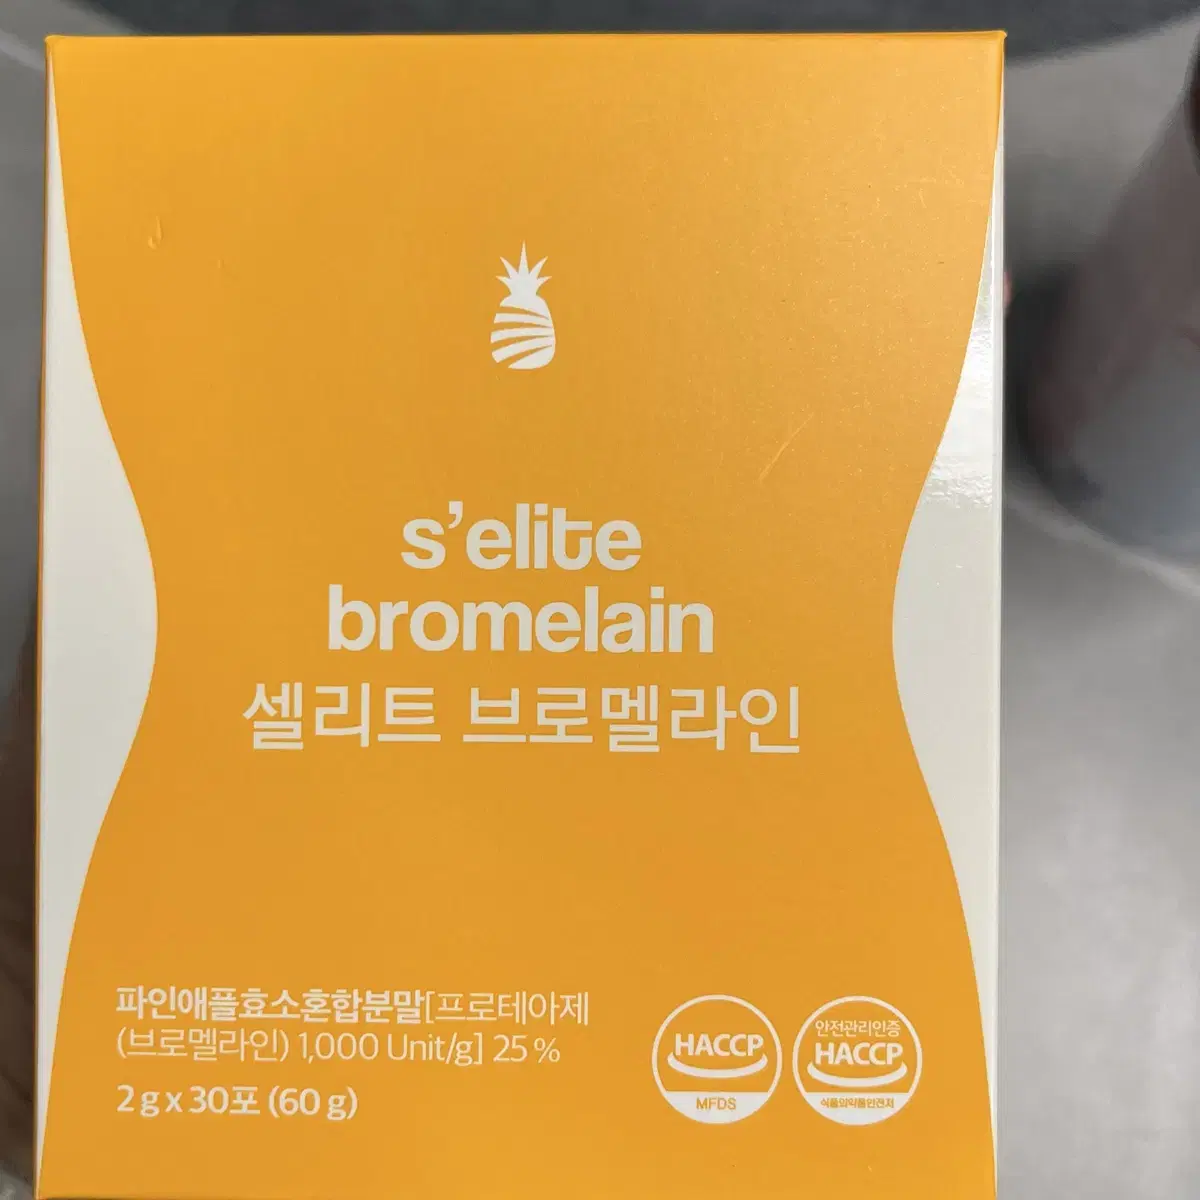 s'elite
bromelain
셀리트 브로멜라인
파인애플효소혼합분말[프로테아제
(브로멜라인) 1,000 Unit/g] 25 %
2 g x 30포 (60 g)
HACCP
MFDS
안전관리인증
HACCP
식품의약품안전처